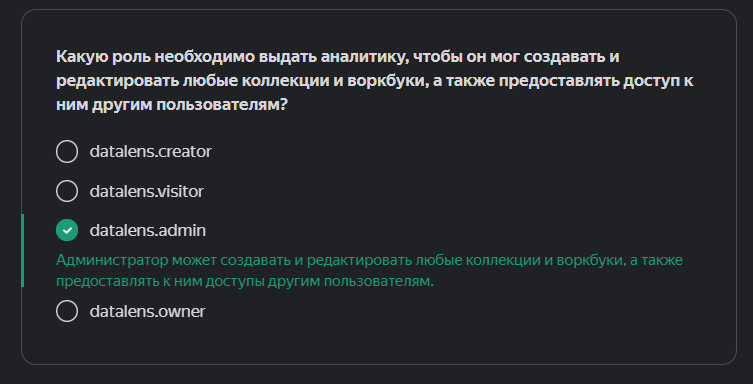 Какую роль необходимо выдать аналитику, чтобы он мог создавать и
редактировать любые коллекции и воркбуки, а также предоставлять доступ к
ним другим пользователям?
datalens.creator
datalens.visitor
datalens.admin
Администратор может создавать и редактировать любые коллекции и воркбуки, а также
предоставлять к ним доступы другим пользователям.
datalens.owner